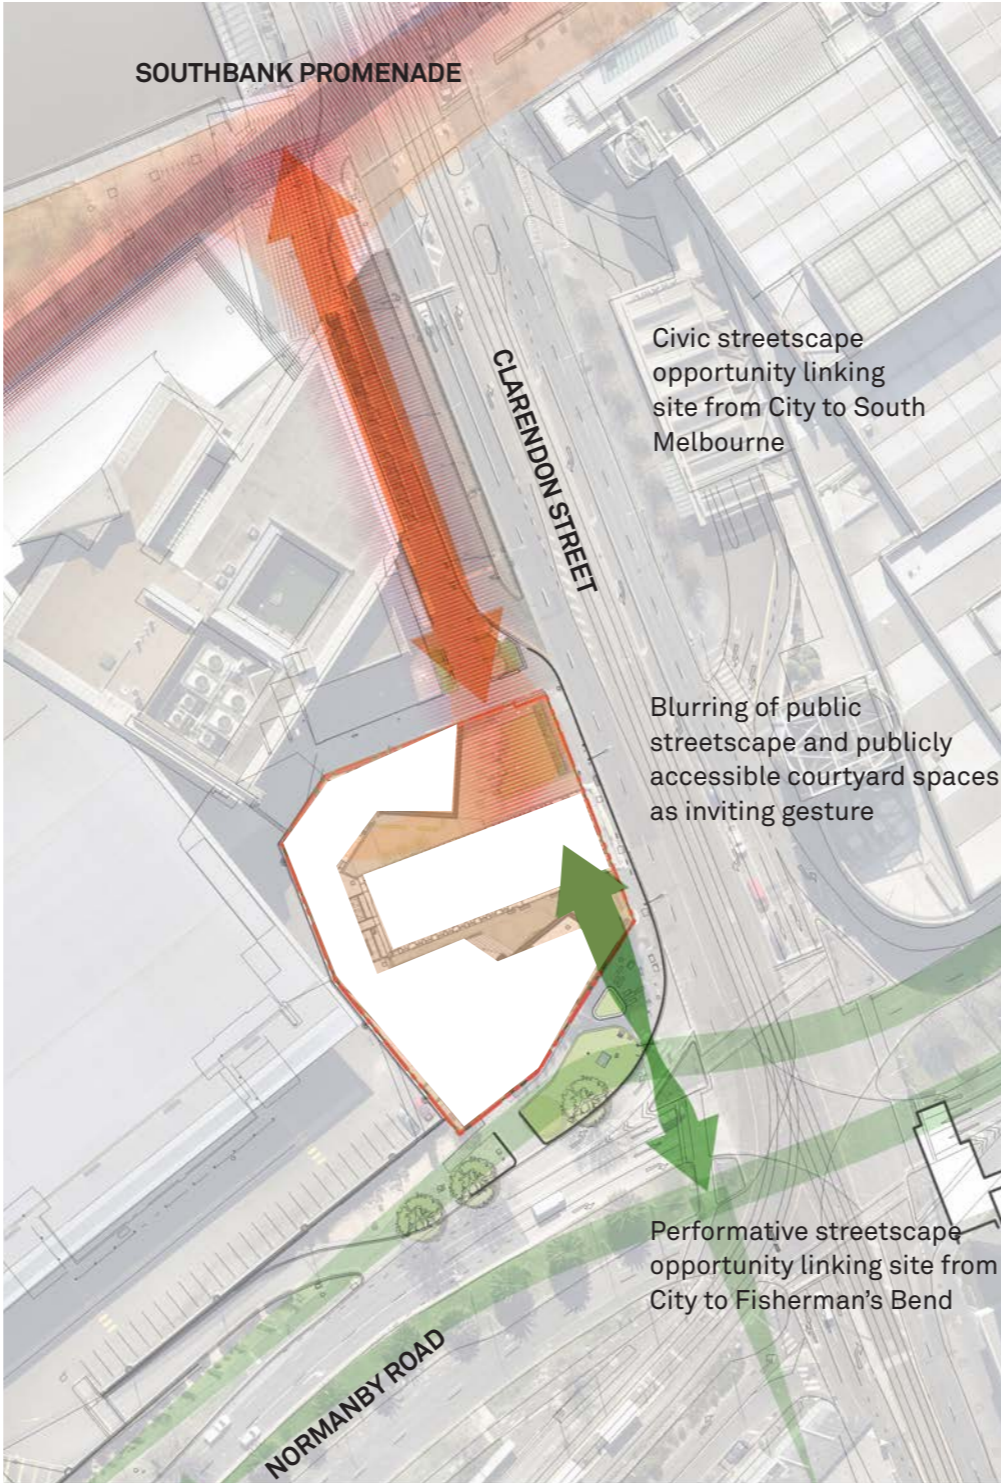 SOUTHBANK PROMENADE
CLARENDON STREET
Civic streetscape
opportunity linking
site from City to South
Melbourne
Blurring of public
streetscape and publicly
accessible courtyard spaces
as inviting gesture
Performative streetscape
opportunity linking site from
City to Fisherman's Bend
NORMANBY ROAD